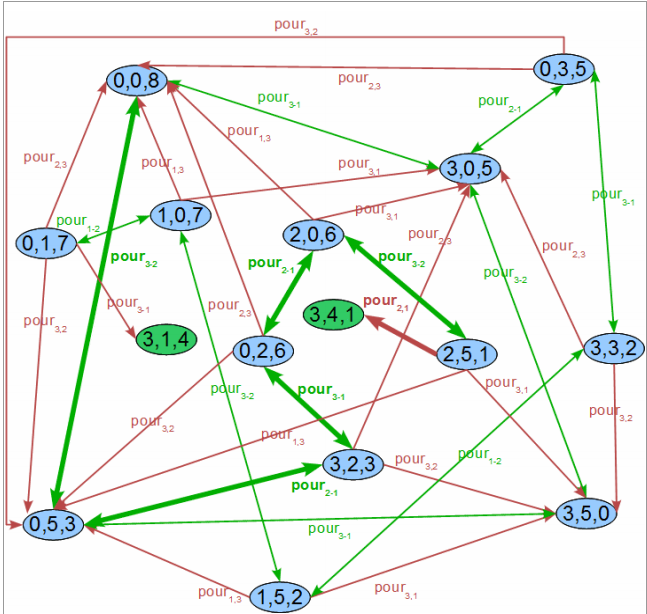 pour3,2
0,3,5
0,0,8
pour2,3
pour3-1
pour2-1
pour1,3
pour2,3
pour1,3
3,0,5
pour3,1
pour3-1
1,0,7
pour3,1
2,0,6
pour1-2
0,1,7
pour2,3
pour2,3
pour3-2
pour3-2
pour2-1
pour3-2
pour3-1
pour2,3
pour2,1
3,4,1
pour3,2
3,1,4
0,2,6
2,5,1
3,3,2
pour3-2
pour3-1
pour3,1
pour3,2
pour3,2
pour1,3
pour1-2
3,2,3
pour3,2
pour2-1
3,5,0
0,5,3
pour3-1
pour1,3
1,5,2
pour3,1